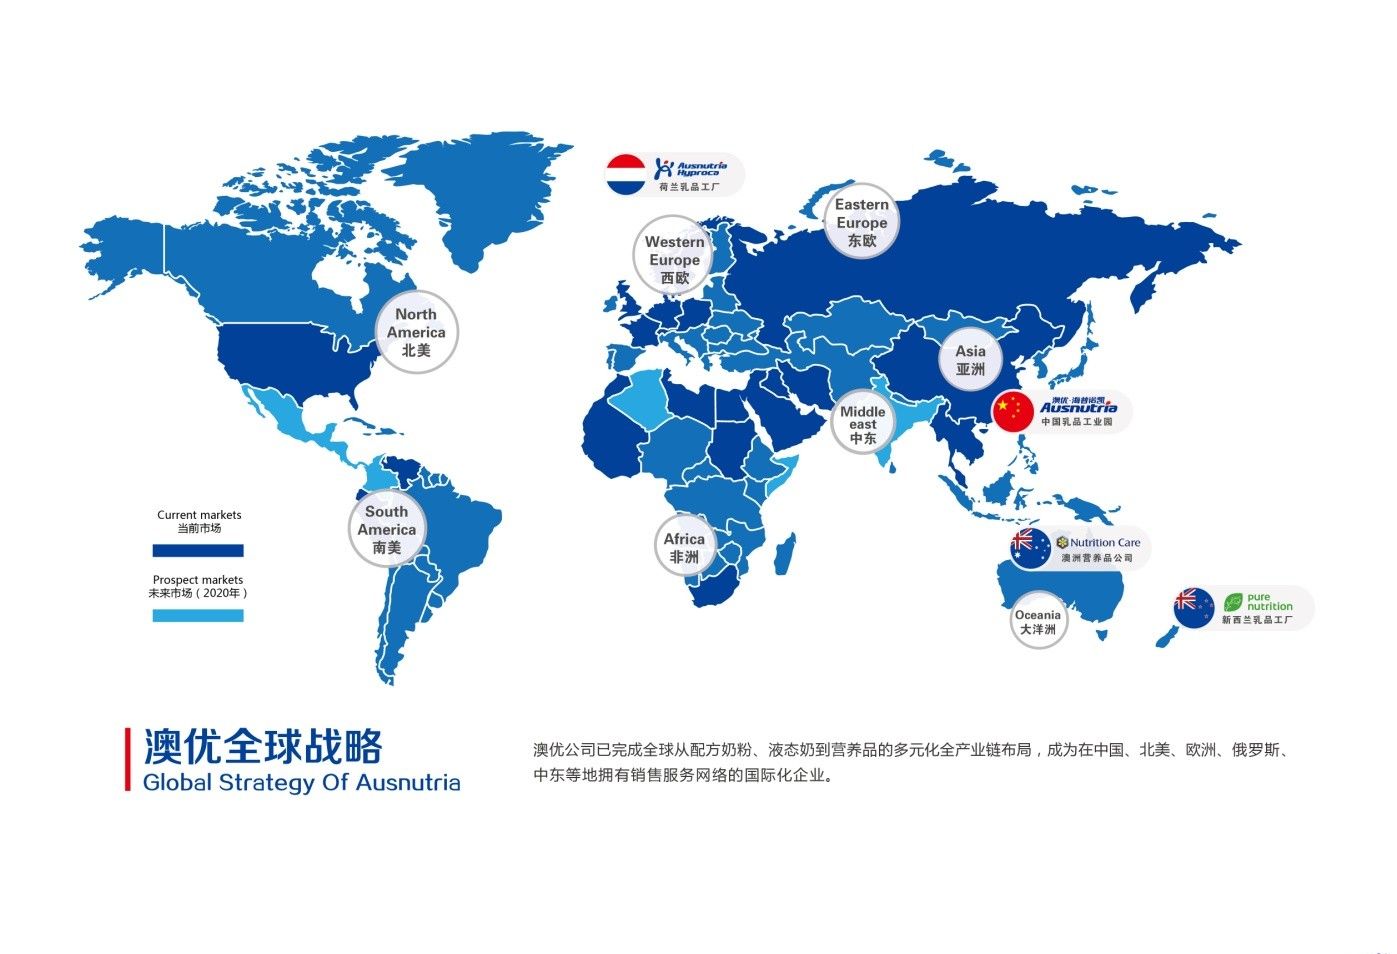 Ausnutria
Hyproca
荷兰乳品工厂
Eastern
Europe
东欧
Western
Europe
西欧
North
America
北美
Asia
亚洲
澳优·海普诺凯
Ausnutria
中国乳品工业园
Middle
east
中东
South
America
南美
Africa
非洲
Current markets
当前市场
Prospect markets
未来市场（2020年）
Nutrition Care
澳洲营养品公司
Oceania
大洋洲
pure
nutrition
新西兰乳品工厂
澳优全球战略
Global Strategy Of Ausnutria
澳优公司已完成全球从配方奶粉、液态奶到营养品的多元化全产业链布局，成为在中国、北美、欧洲、俄罗斯、
中东等地拥有销售服务网络的国际化企业。